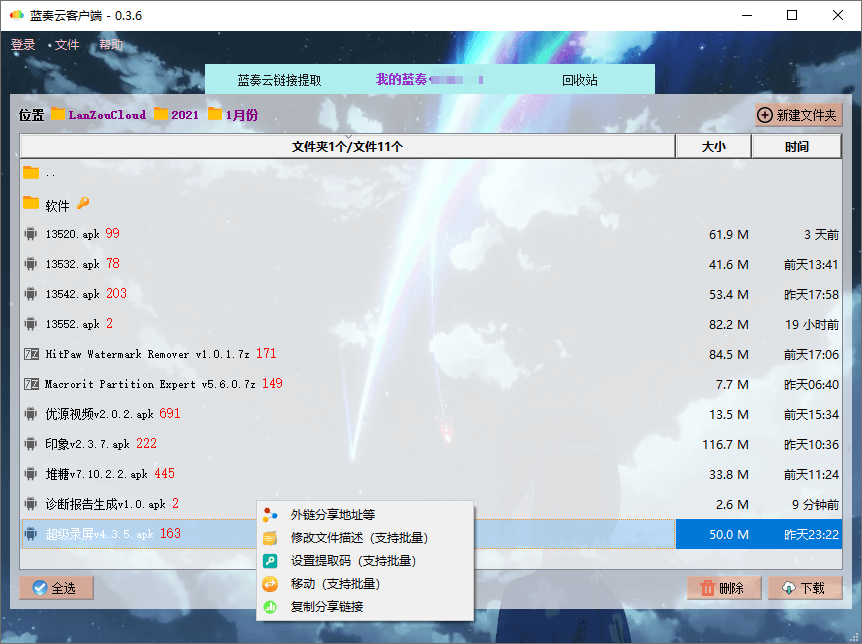 蓝奏云客户端 - 0.3.6
登录 文件 帮助
蓝奏云链接提取 我的蓝奏 回收站
位置 LanZouCloud 2021 1月份 新建文件夹
文件夹1个/文件11个 大小 时间
..
软件
13520.apk 99 61.9 M 3 天前
13532.apk 78 41.6 M 前天13:41
13542.apk 203 53.4 M 昨天17:58
13552.apk 2 82.2 M 19 小时前
7Z HitPaw Watermark Remover v1.0.1.7z 171 84.5 M 前天17:06
7Z Macrorit Partition Expert v5.6.0.7z 149 7.7 M 昨天06:40
优源视频v2.0.2.apk 691 13.5 M 前天15:34
印象v2.3.7.apk 222 116.7 M 昨天10:36
堆糖v7.10.2.2.apk 445 33.8 M 前天11:24
诊断报告生成v1.0.apk 2 2.6 M 9 分钟前
超级录屏v4.3.5.apk 163 50.0 M 昨天23:22
外链分享地址等
修改文件描述（支持批量）
设置提取码（支持批量）
移动（支持批量）
复制分享链接
全选 删除 下载